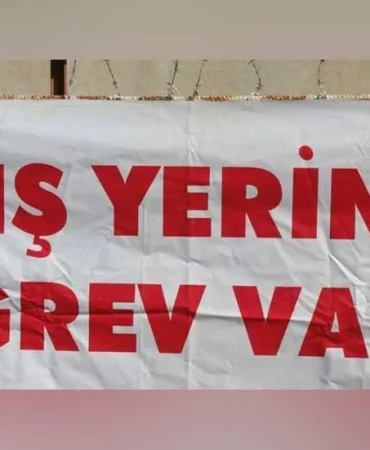 IŞ YERİN
GREV VA